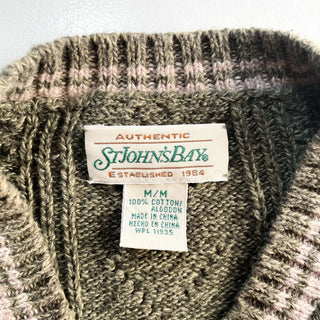 AUTHENTIC
ST. JOHN'S BAY®
ESTABLISHED 1984
M/M
100% COTTON/
ALGODON
MADE IN CHINA
HECHO EN CHINA
WPL 11935